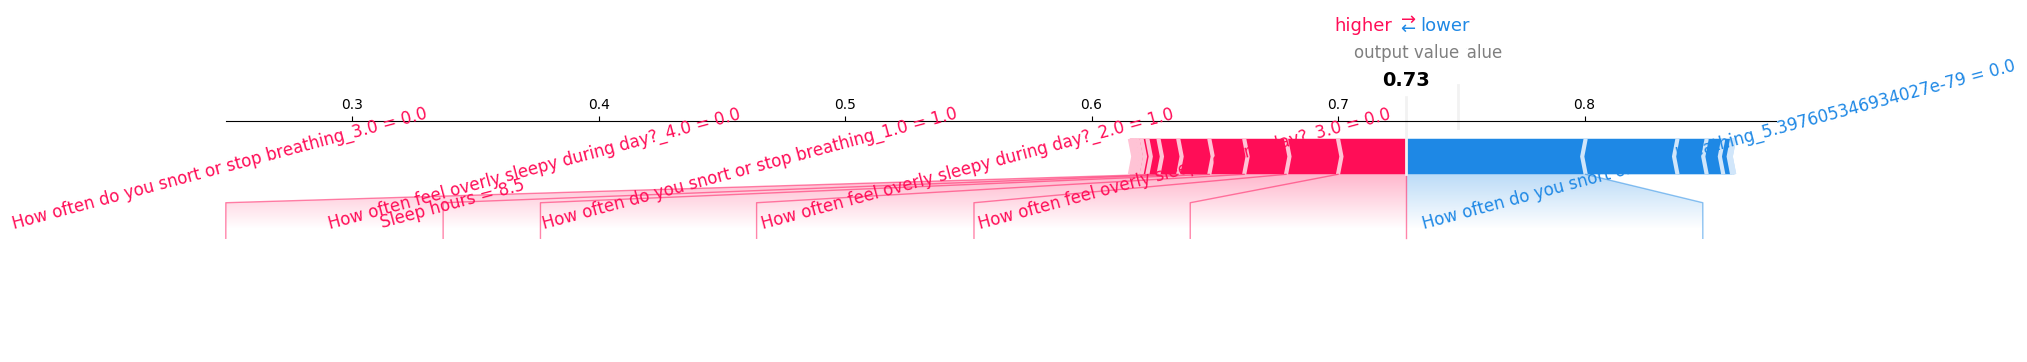 higher ⇄ lower
output value alue
0.73
0.3 0.4 0.5 0.6 0.7 0.8
How often do you snort or stop breathing_3.0 = 0.0
How often feel overly sleepy during day?_4.0 = 0.0
Sleep hours = 8.5
How often do you snort or stop breathing_1.0 = 1.0
How often feel overly sleepy during day?_2.0 = 1.0
How often feel overly day?_3.0 = 0.0
How often do you snort athing_5.397605346934027e-79 = 0.0